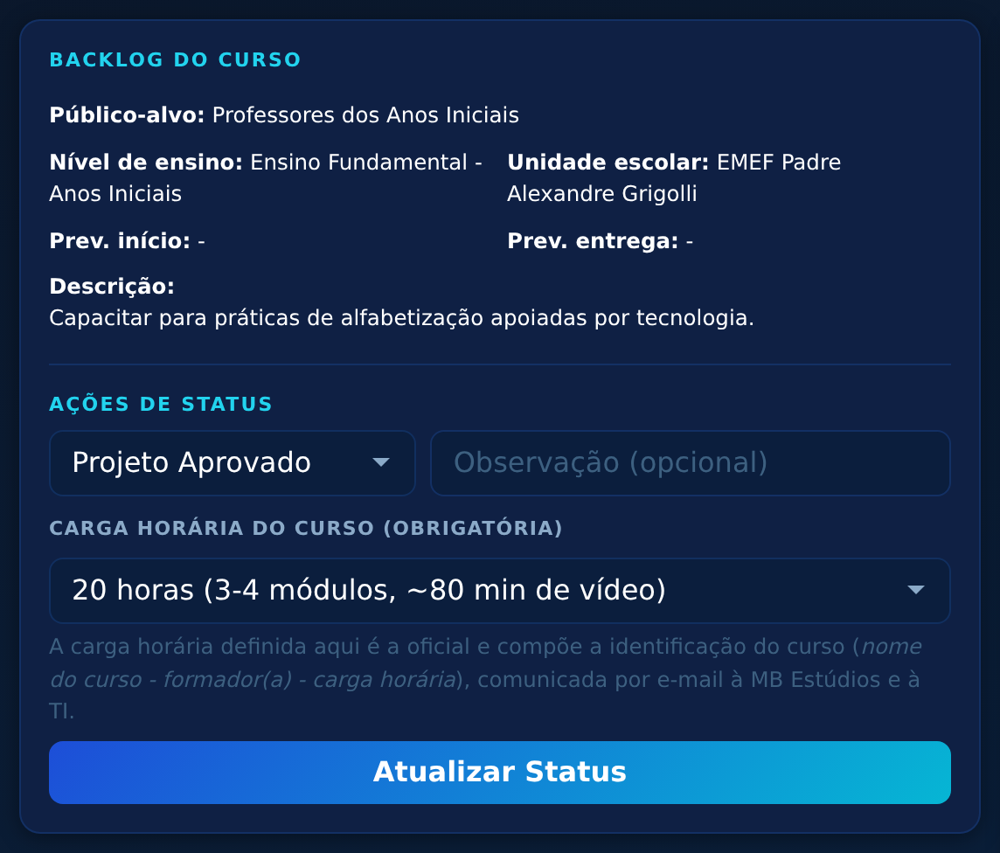 BACKLOG DO CURSO
Público-alvo: Professores dos Anos Iniciais
Nível de ensino: Ensino Fundamental -
Anos Iniciais
Unidade escolar: EMEF Padre
Alexandre Grigolli
Prev. início: -
Prev. entrega: -
Descrição:
Capacitar para práticas de alfabetização apoiadas por tecnologia.
AÇÕES DE STATUS
Projeto Aprovado
Observação (opcional)
CARGA HORÁRIA DO CURSO (OBRIGATÓRIA)
20 horas (3-4 módulos, ~80 min de vídeo)
A carga horária definida aqui é a oficial e compõe a identificação do curso (nome
do curso - formador(a) - carga horária), comunicada por e-mail à MB Estúdios e à
TI.
Atualizar Status